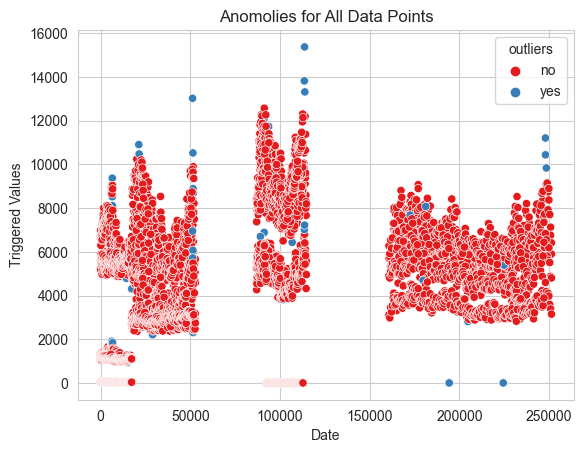 Anomolies for All Data Points
16000
14000
12000
10000
8000
6000
4000
2000
0
Triggered Values
outliers
no
yes
0
50000
100000
150000
200000
250000
Date